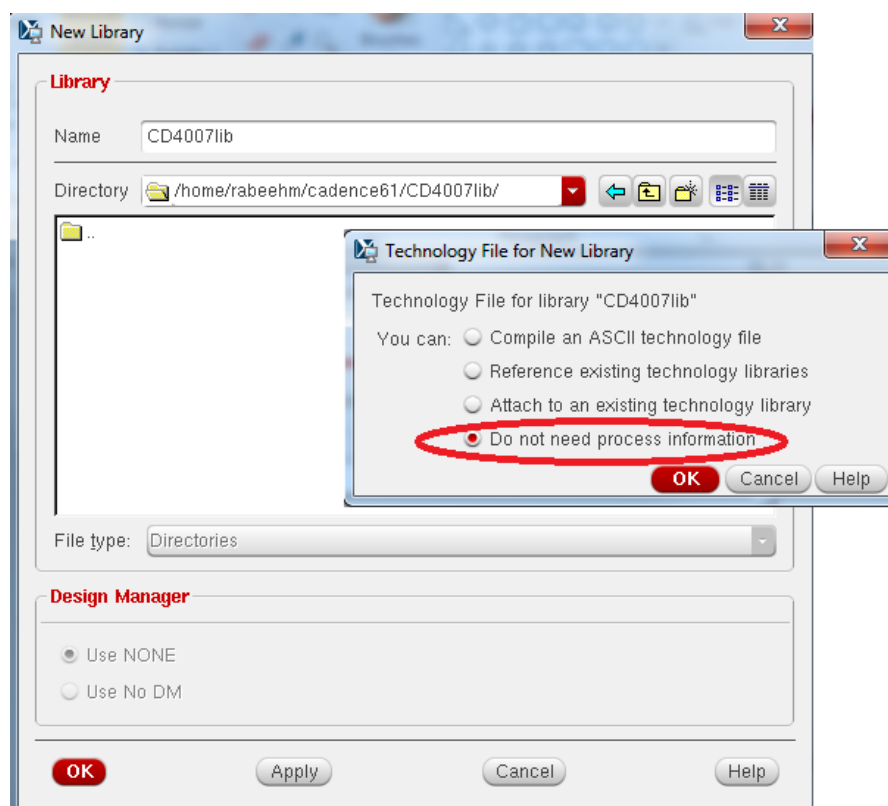 New Library
Library
Name CD4007lib
Directory /home/rabeehm/cadence61/CD4007lib/
..
Technology File for New Library
Technology File for library "CD4007lib"
You can: Compile an ASCII technology file
Reference existing technology libraries
Attach to an existing technology library
Do not need process information
OK Cancel Help
File type: Directories
Design Manager
Use NONE
Use No DM
OK Apply Cancel Help